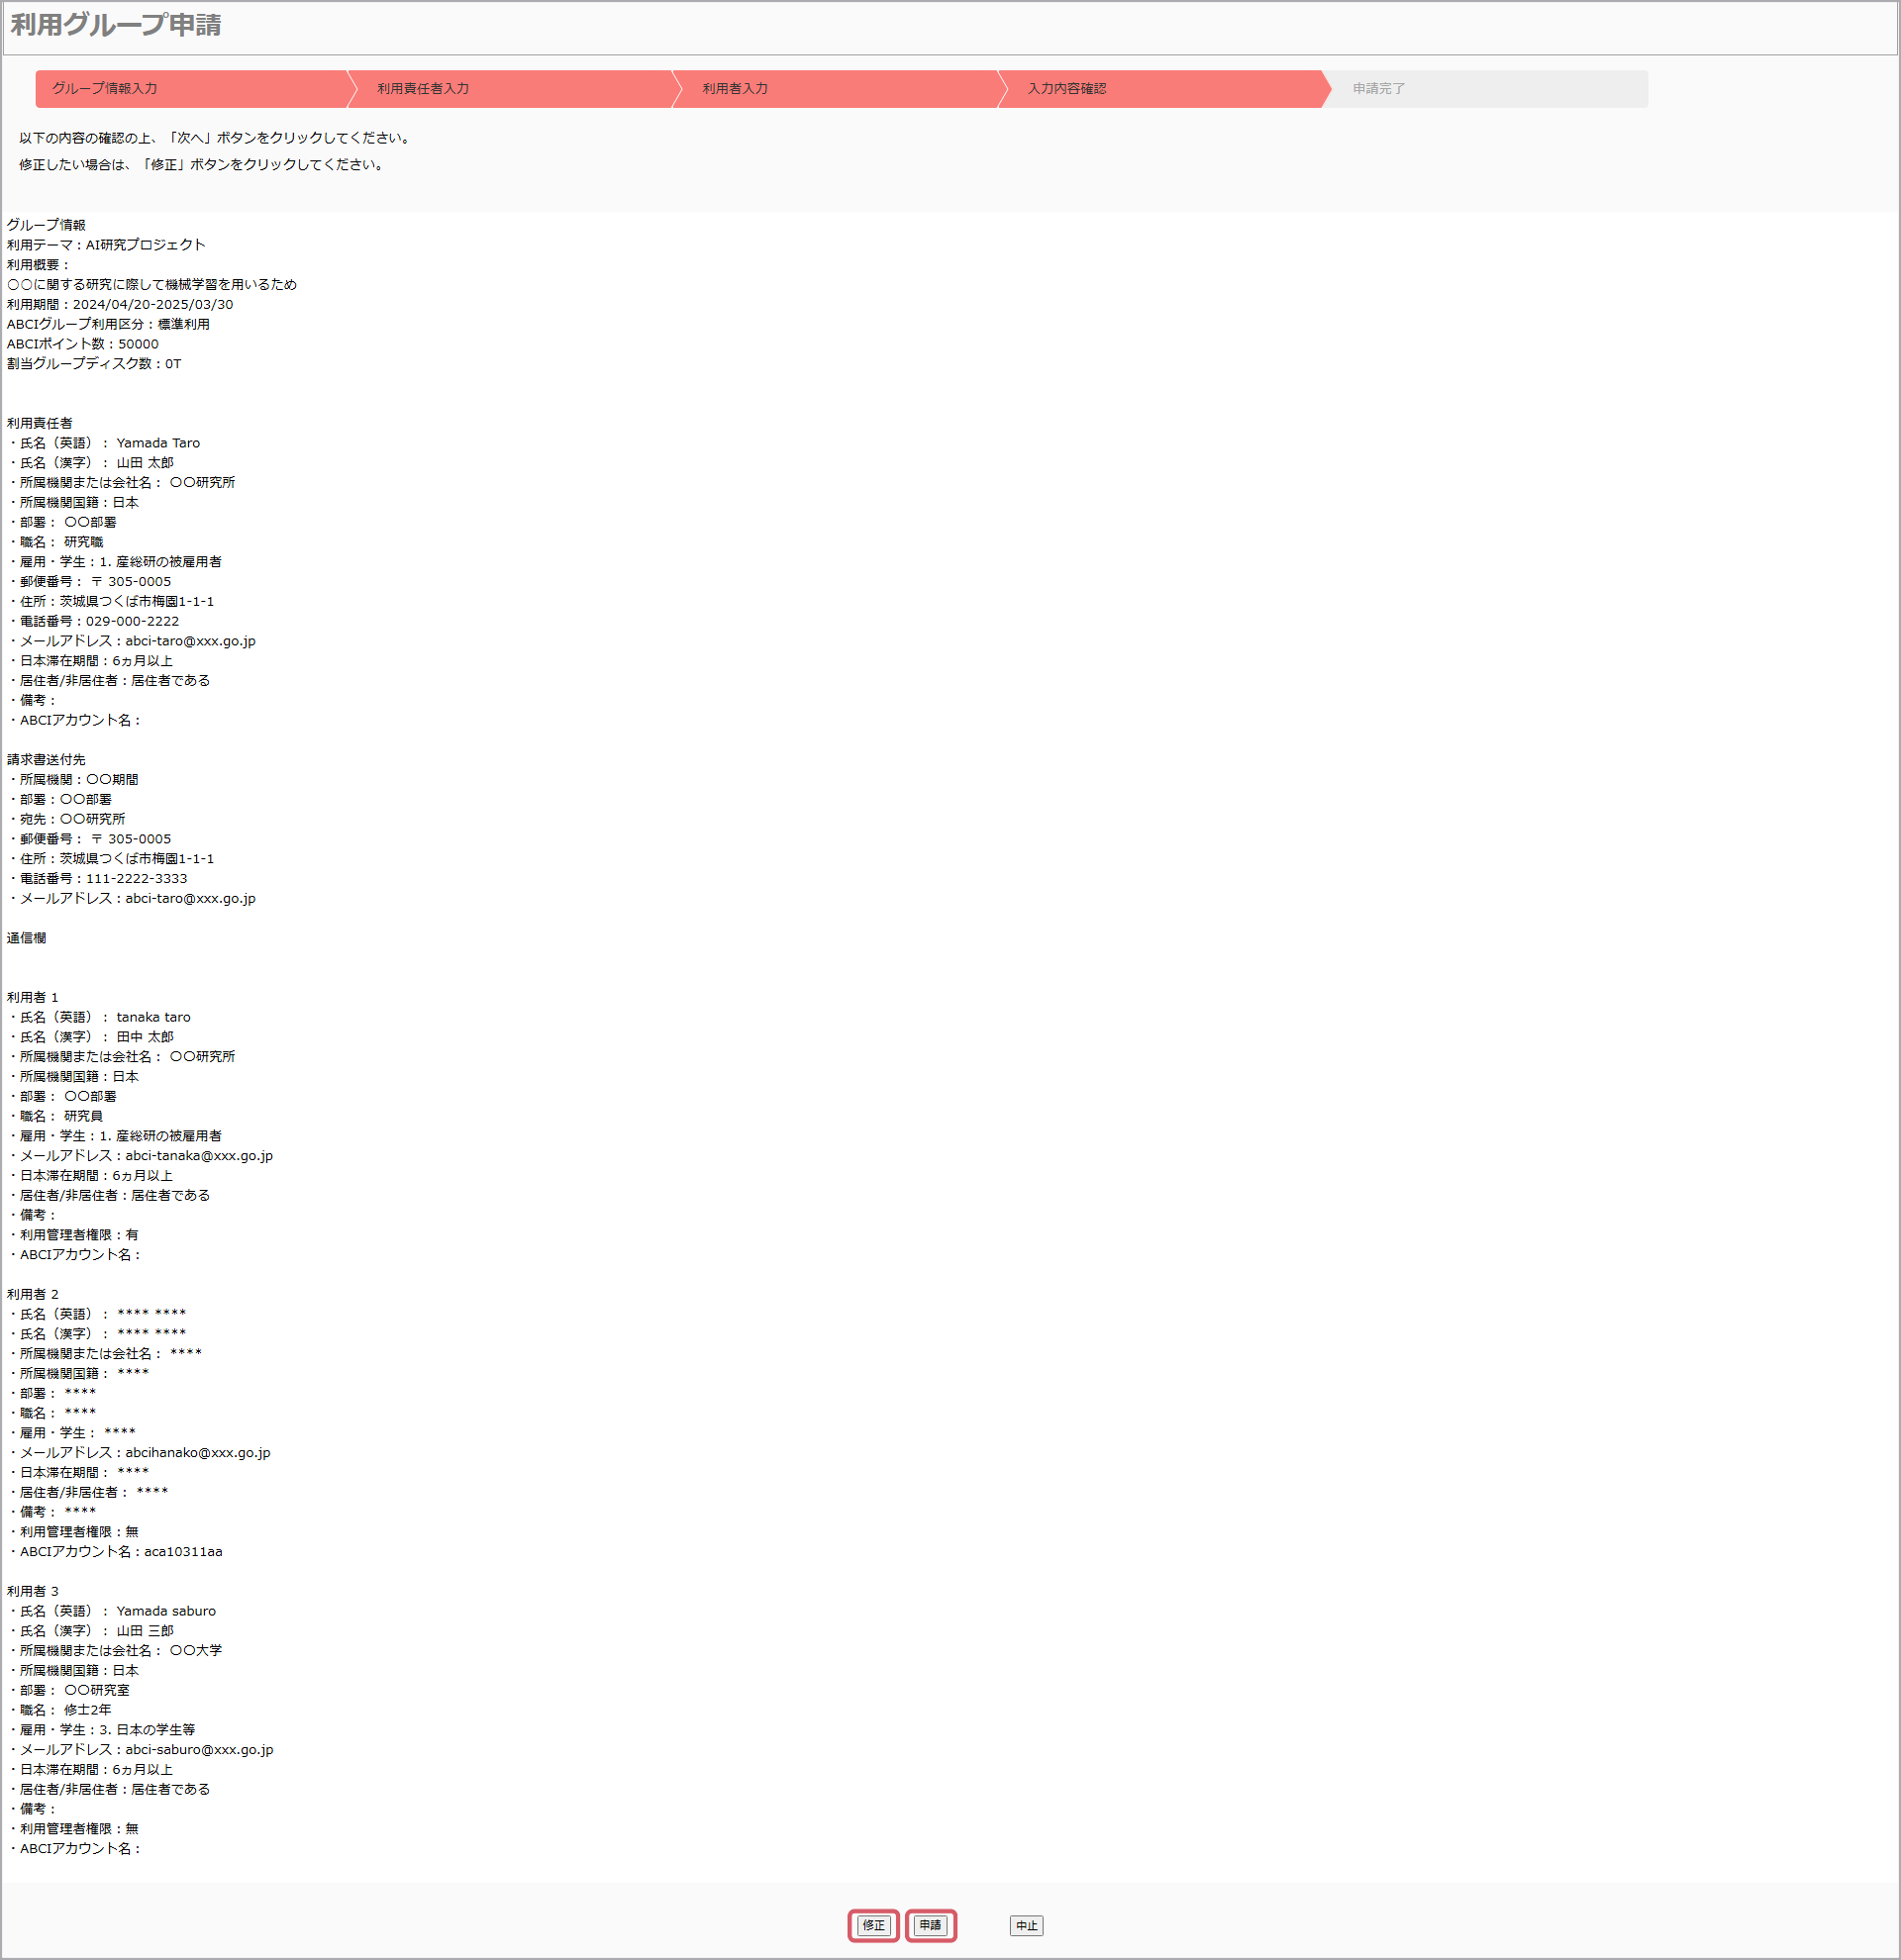 利用グループ申請
グループ情報入力
利用責任者入力
利用者入力
入力内容確認
申請完了
以下の内容の確認の上、「次へ」ボタンをクリックしてください。
修正したい場合は、「修正」ボタンをクリックしてください。
グループ情報
利用テーマ：AI研究プロジェクト
利用概要：
○○に関する研究に際して機械学習を用いるため
利用期間：2024/04/20-2025/03/30
ABCIグループ利用区分：標準利用
ABCIポイント数：50000
割当グループディスク数：0T
利用責任者
・氏名（英語）： Yamada Taro
・氏名（漢字）： 山田 太郎
・所属機関または会社名： 〇〇研究所
・所属機関国籍：日本
・部署： 〇〇部署
・職名： 研究職
・雇用・学生：1. 産総研の被雇用者
・郵便番号： 〒 305-0005
・住所：茨城県つくば市梅園1-1-1
・電話番号：029-000-2222
・メールアドレス：abci-taro@xxx.go.jp
・日本滞在期間：6ヵ月以上
・居住者/非居住者：居住者である
・備考：
・ABCIアカウント名：
請求書送付先
・所属機関：〇〇期間
・部署：〇〇部署
・宛先：〇〇研究所
・郵便番号： 〒 305-0005
・住所：茨城県つくば市梅園1-1-1
・電話番号：111-2222-3333
・メールアドレス：abci-taro@xxx.go.jp
通信欄
利用者 1
・氏名（英語）： tanaka taro
・氏名（漢字）： 田中 太郎
・所属機関または会社名： 〇〇研究所
・所属機関国籍：日本
・部署： 〇〇部署
・職名： 研究員
・雇用・学生：1. 産総研の被雇用者
・メールアドレス：abci-tanaka@xxx.go.jp
・日本滞在期間：6ヵ月以上
・居住者/非居住者：居住者である
・備考：
・利用管理者権限：有
・ABCIアカウント名：
利用者 2
・氏名（英語）： **** ****
・氏名（漢字）： **** ****
・所属機関または会社名： ****
・所属機関国籍： ****
・部署： ****
・職名： ****
・雇用・学生： ****
・メールアドレス：abcihanako@xxx.go.jp
・日本滞在期間： ****
・居住者/非居住者： ****
・備考： ****
・利用管理者権限：無
・ABCIアカウント名：aca10311aa
利用者 3
・氏名（英語）： Yamada saburo
・氏名（漢字）： 山田 三郎
・所属機関または会社名： 〇〇大学
・所属機関国籍：日本
・部署： 〇〇研究室
・職名： 修士2年
・雇用・学生：3. 日本の学生等
・メールアドレス：abci-saburo@xxx.go.jp
・日本滞在期間：6ヵ月以上
・居住者/非居住者：居住者である
・備考：
・利用管理者権限：無
・ABCIアカウント名：
修正 申請 中止